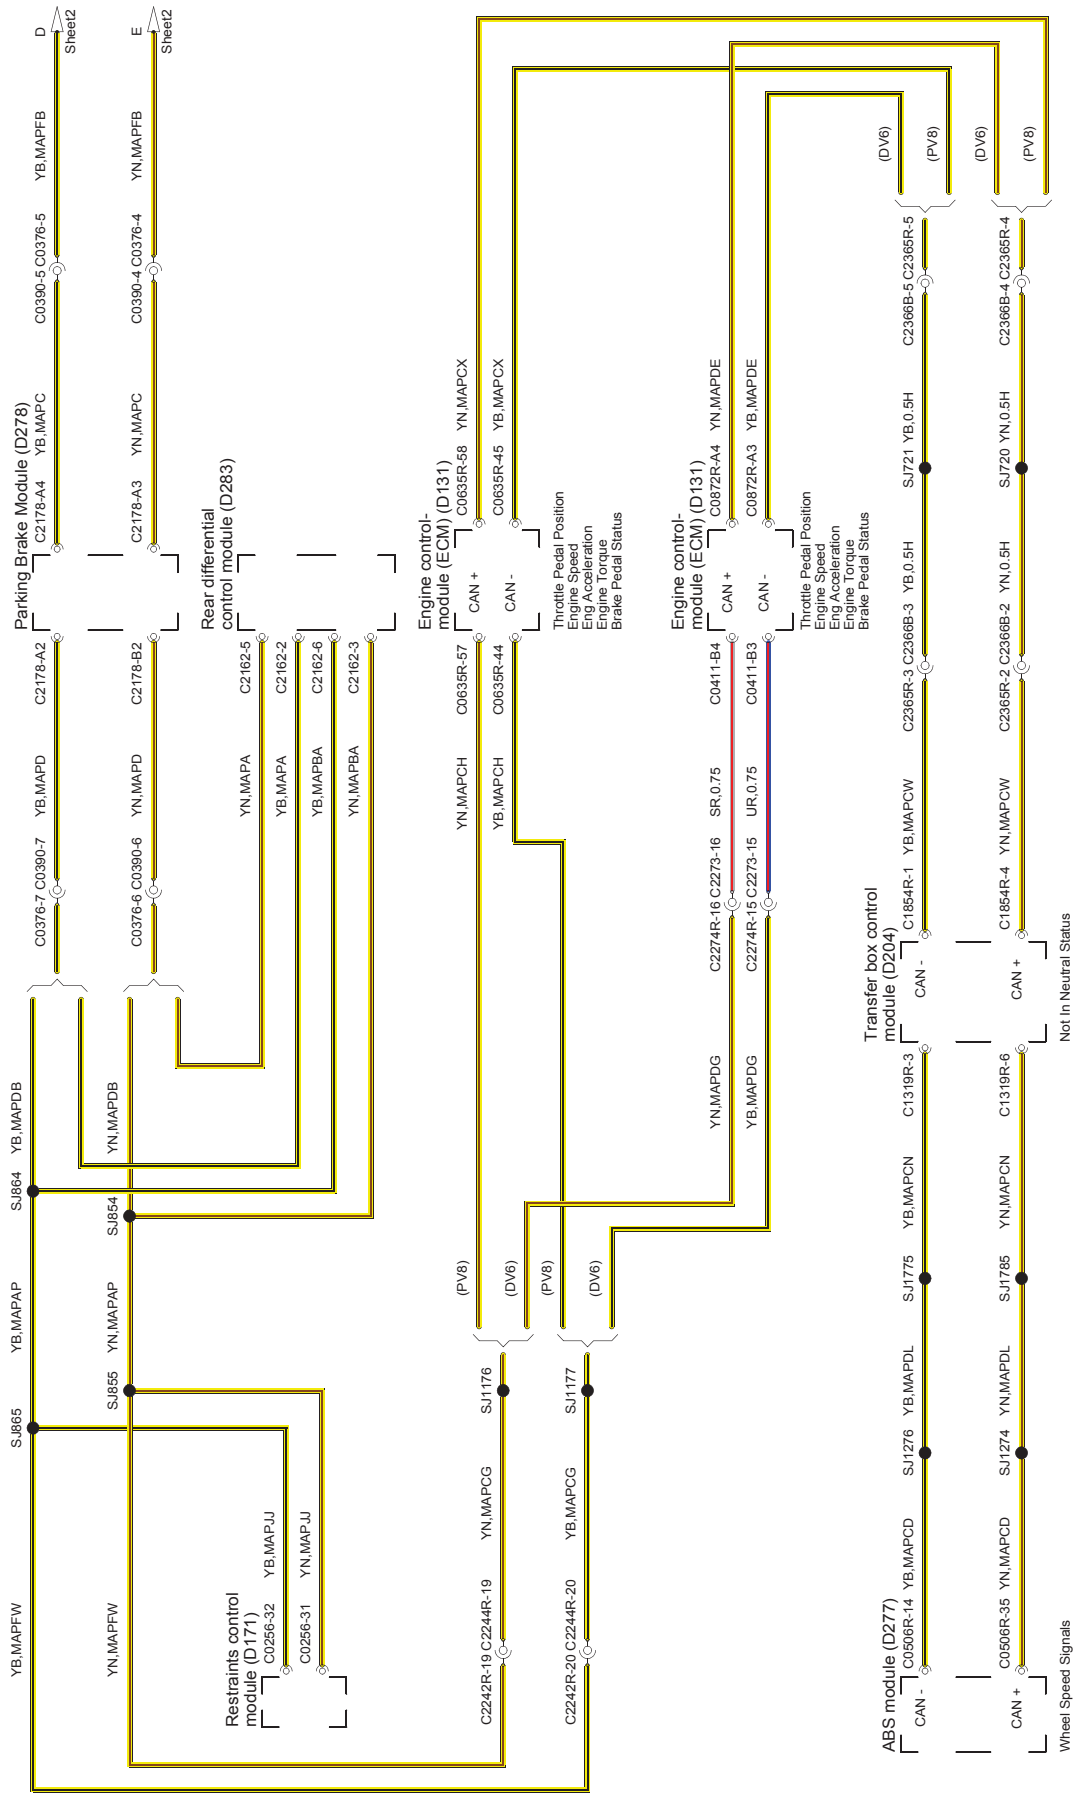 D
Sheet2
E
Sheet2
YB,MAPFB
YN,MAPFB
C0390-5 C0376-5
C0390-4 C0376-4
YB,MAPC
YN,MAPC
C2178-A4
C2178-A3
Parking Brake Module (D278)
C2178-A2
C2178-B2
YB,MAPD
YN,MAPD
C0376-7 C0390-7
C0376-6 C0390-6
YB,MAPDB
YN,MAPDB
SJ864
SJ854
YB,MAPAP
YN,MAPAP
SJ865
SJ855
YB,MAPFW
YN,MAPFW
Rear differential
control module (D283)
C2162-5
C2162-2
C2162-6
C2162-3
YN,MAPA
YB,MAPA
YB,MAPBA
YN,MAPBA
Restraints control
module (D171)
C0256-32
C0256-31
YB,MAPJJ
YN,MAPJJ
Engine control-
module (ECM) (D131)
CAN +
CAN -
Throttle Pedal Position
Engine Speed
Eng Acceleration
Engine Torque
Brake Pedal Status
C0635R-58
C0635R-45
YN,MAPCX
YB,MAPCX
C0635R-57
C0635R-44
YN,MAPCH
YB,MAPCH
(PV8)
(DV6)
(PV8)
(DV6)
SJ1176
SJ1177
YN,MAPCG
YB,MAPCG
C2242R-19 C2244R-19
C2242R-20 C2244R-20
Engine control-
module (ECM) (D131)
CAN +
CAN -
Throttle Pedal Position
Engine Speed
Eng Acceleration
Engine Torque
Brake Pedal Status
C0872R-A4
C0872R-A3
YN,MAPDE
YB,MAPDE
C0411-B4
C0411-B3
SR,0.75
UR,0.75
C2274R-16 C2273-16
C2274R-15 C2273-15
YN,MAPDG
YB,MAPDG
(DV6)
(PV8)
(DV6)
(PV8)
C2366B-5 C2365R-5
C2366B-4 C2365R-4
SJ721 YB,0.5H
SJ720 YN,0.5H
YB,0.5H
YN,0.5H
C2365R-3 C2366B-3
C2365R-2 C2366B-2
YB,MAPCW
YN,MAPCW
C1854R-1
C1854R-4
Transfer box control
module (D204)
CAN -
CAN +
Not In Neutral Status
C1319R-3
C1319R-6
YB,MAPCN
YN,MAPCN
SJ1775
SJ1785
YB,MAPDL
YN,MAPDL
SJ1276
SJ1274
YB,MAPCD
YN,MAPCD
C0506R-14
C0506R-35
ABS module (D277)
CAN -
CAN +
Wheel Speed Signals